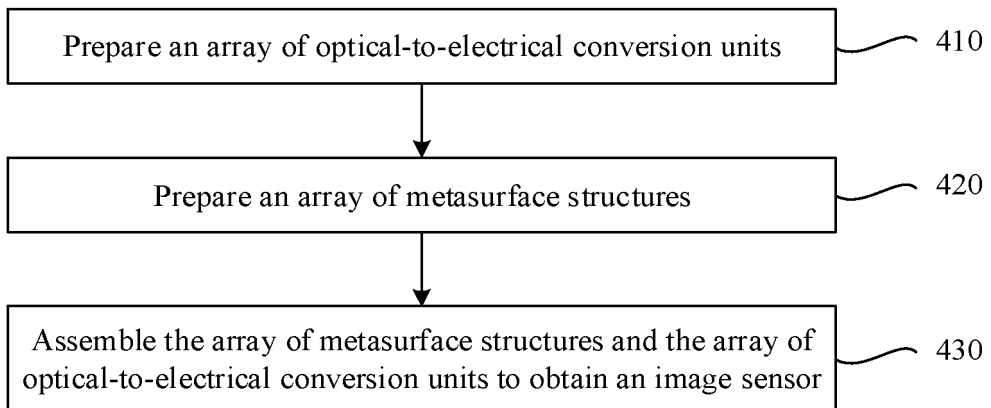 Prepare an array of optical-to-electrical conversion units
410
Prepare an array of metasurface structures
420
Assemble the array of metasurface structures and the array of
optical-to-electrical conversion units to obtain an image sensor
430